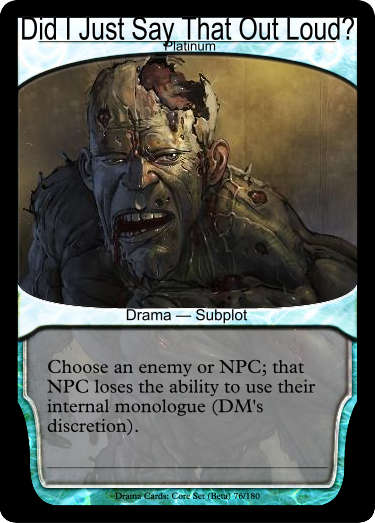 Did I Just Say That Out Loud?
Platinum
Drama — Subplot
Choose an enemy or NPC; that
NPC loses the ability to use their
internal monologue (DM's
discretion).
Drama Cards: Core Set (Beta) 76/180